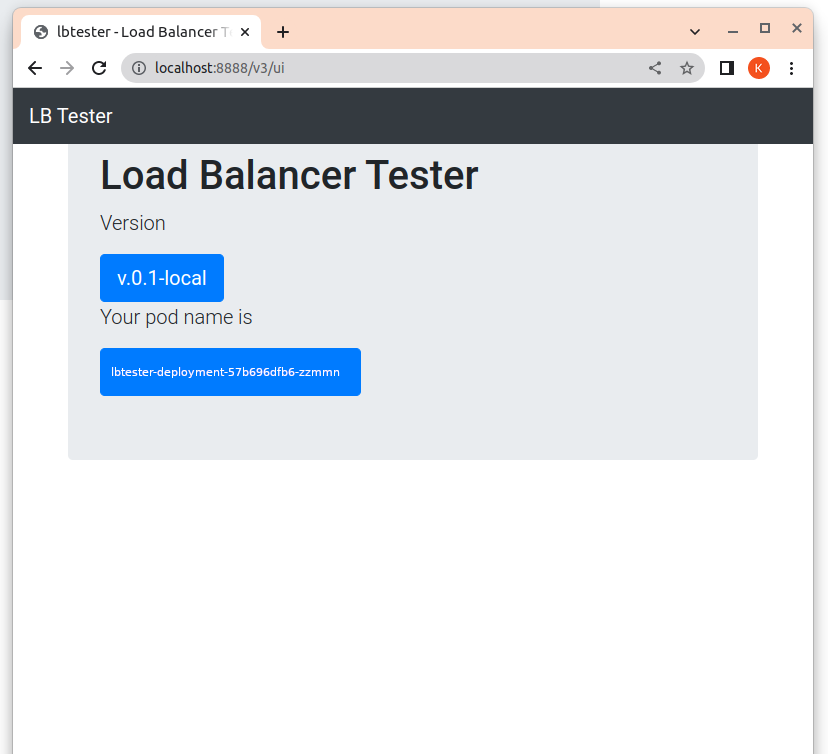 lbtester - Load Balancer T
localhost:8888/v3/ui
K
LB Tester
Load Balancer Tester
Version
v.0.1-local
Your pod name is
lbtester-deployment-57b696dfb6-zzmmn